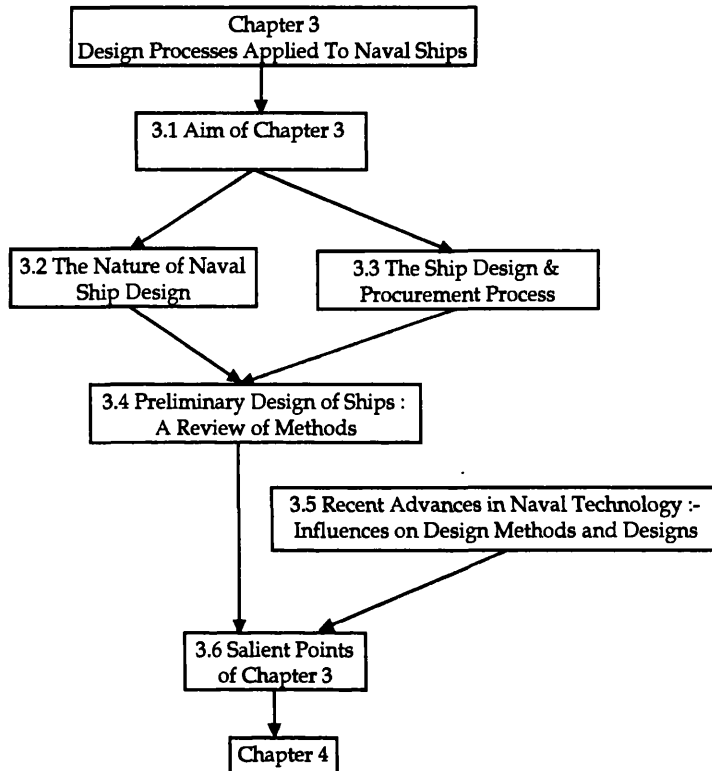 Chapter 3
Design Processes Applied To Naval Ships
3.1 Aim of Chapter 3
3.2 The Nature of Naval
Ship Design
3.3 The Ship Design &
Procurement Process
3.4 Preliminary Design of Ships :
A Review of Methods
3.5 Recent Advances in Naval Technology :-
Influences on Design Methods and Designs
3.6 Salient Points
of Chapter 3
Chapter 4